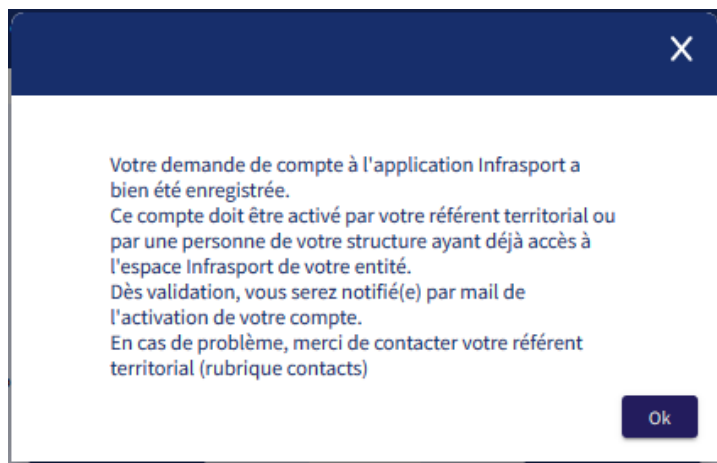 Votre demande de compte à l'application Infrasport a
bien été enregistrée.
Ce compte doit être activé par votre référent territorial ou
par une personne de votre structure ayant déjà accès à
l'espace Infrasport de votre entité.
Dès validation, vous serez notifié(e) par mail de
l'activation de votre compte.
En cas de problème, merci de contacter votre référent
territorial (rubrique contacts)
Ok